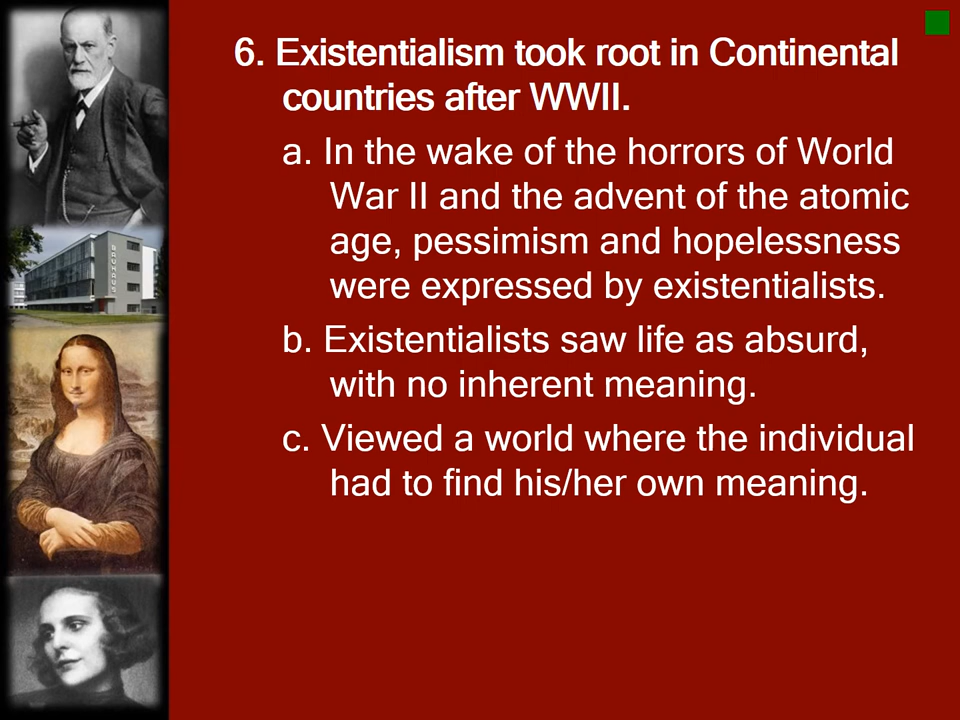 6. Existentialism took root in Continental
countries after WWII.
a. In the wake of the horrors of World
War II and the advent of the atomic
age, pessimism and hopelessness
were expressed by existentialists.
b. Existentialists saw life as absurd,
with no inherent meaning.
c. Viewed a world where the individual
had to find his/her own meaning.
BAUHAUS